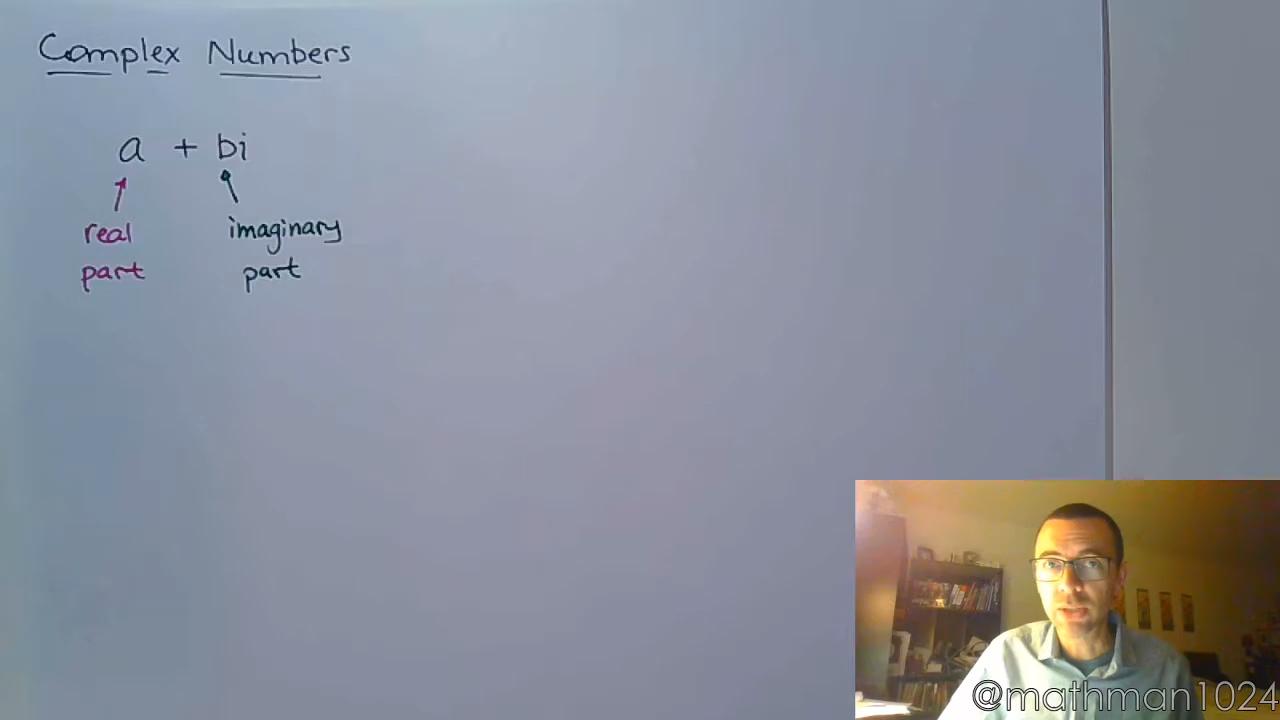 Complex Numbers
a + bi
real imaginary
part part
@mathman1024